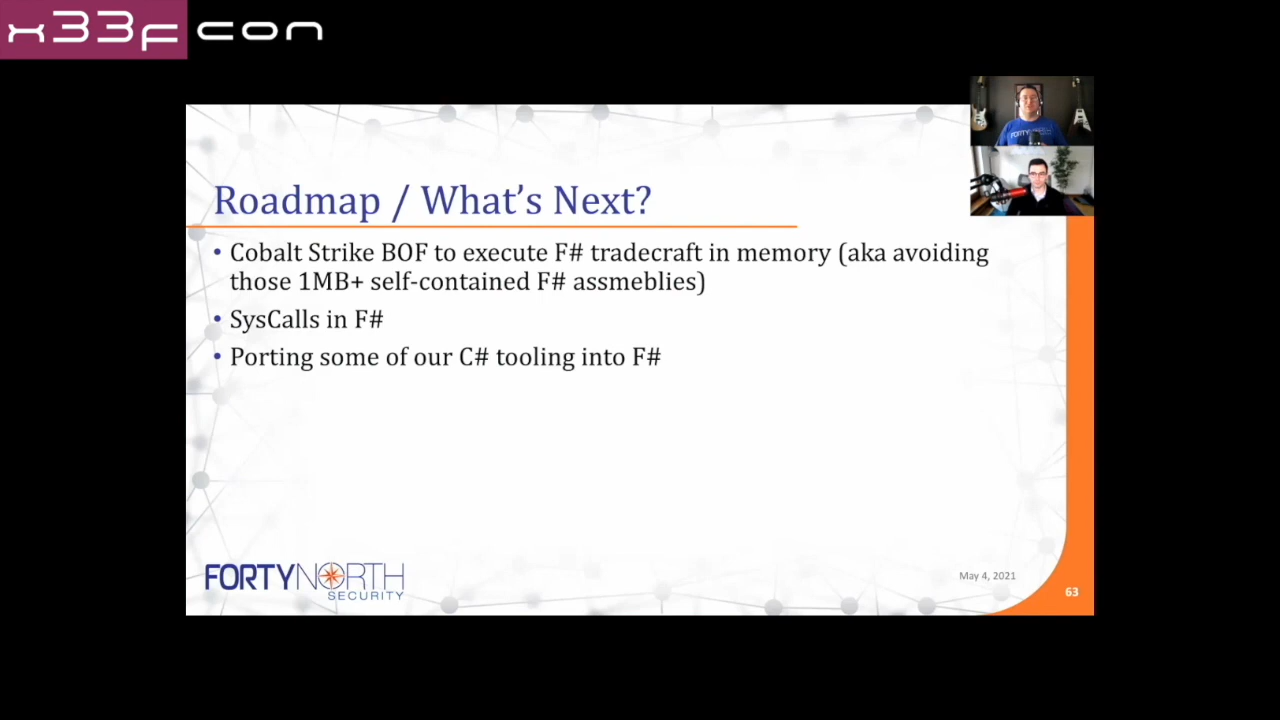 x33fcon
Roadmap / What's Next?
• Cobalt Strike BOF to execute F# tradecraft in memory (aka avoiding
those 1MB+ self-contained F# assmeblies)
• SysCalls in F#
• Porting some of our C# tooling into F#
FORTYNORTH
SECURITY
May 4, 2021
63